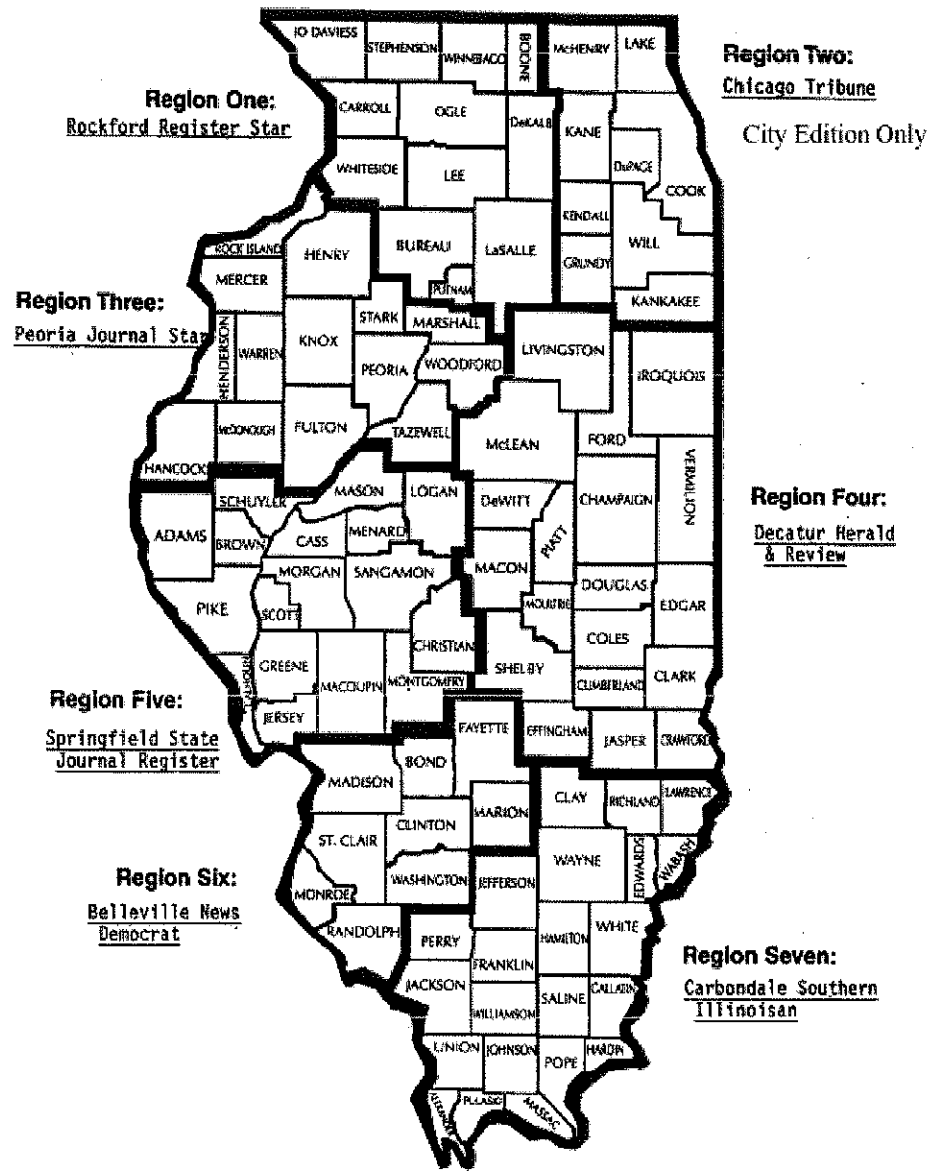 JO DAVIESS
STEPHENSON
WINNEBAGO
BOONE
McHENRY
LAKE
Region Two:
Chicago Tribune
City Edition Only
Region One:
Rockford Register Star
CARROLL
OGLE
DeKALB
KANE
DuPAGE
COOK
WHITESIDE
LEE
KENDALL
WILL
GRUNDY
KANKAKEE
ROCK ISLAND
HENRY
BUREAU
LaSALLE
PUTNAM
MERCER
Region Three:
Peoria Journal Star
HENDERSON
WARREN
KNOX
STARK
MARSHALL
PEORIA
WOODFORD
LIVINGSTON
IROQUOIS
HANCOCK
McDONOUGH
FULTON
TAZEWELL
McLEAN
FORD
VERMILION
Region Four:
Decatur Herald
& Review
ADAMS
SCHUYLER
MASON
LOGAN
DeWITT
CHAMPAIGN
BROWN
CASS
MENARD
PIATT
PIKE
MORGAN
SANGAMON
MACON
DOUGLAS
EDGAR
SCOTT
MOULTRIE
COLES
CHRISTIAN
SHELBY
CUMBERLAND
CLARK
CALHOUN
GREENE
MACOUPIN
MONTGOMERY
JERSEY
Region Five:
Springfield State
Journal Register
FAYETTE
EFFINGHAM
JASPER
CRAWFORD
MADISON
BOND
CLAY
RICHLAND
LAWRENCE
MARION
ST. CLAIR
CLINTON
WAYNE
EDWARDS
WABASH
Region Six:
Belleville News
Democrat
MONROE
WASHINGTON
JEFFERSON
RANDOLPH
PERRY
HAMILTON
WHITE
FRANKLIN
Region Seven:
Carbondale Southern
Illinoisan
JACKSON
WILLIAMSON
SALINE
GALLATIN
UNION
JOHNSON
POPE
HARDIN
ALEXANDER
PULASKI
MASSAC